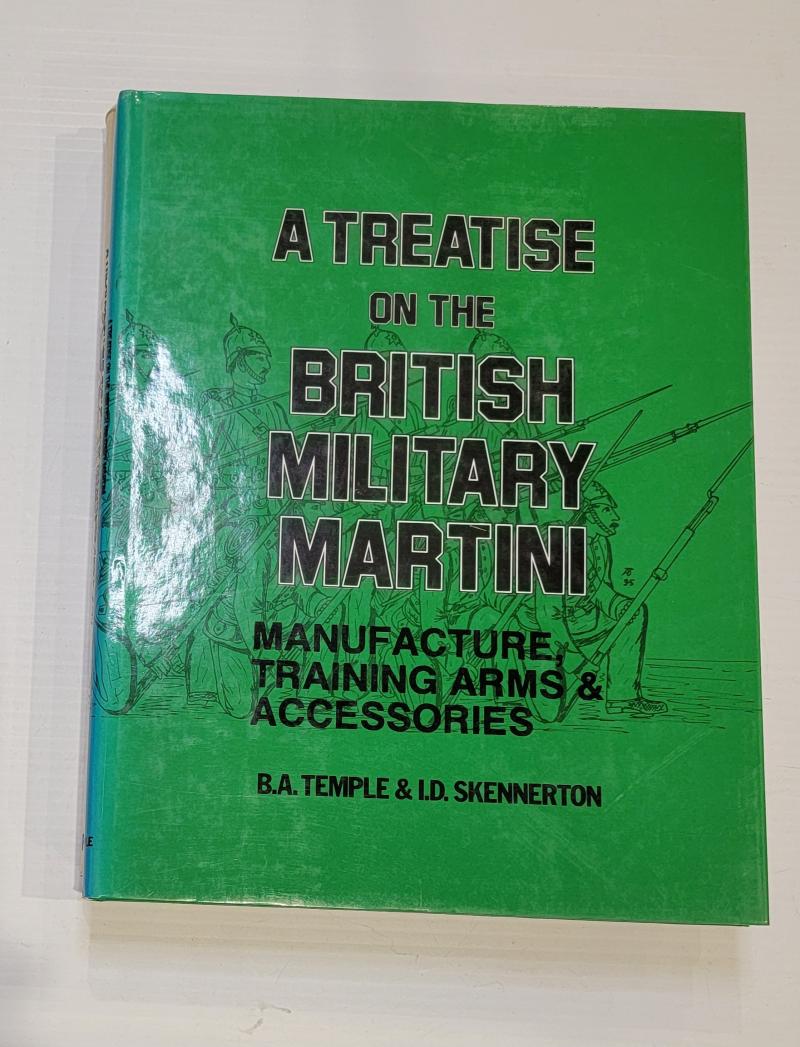 A TREATISE
ON THE
BRITISH
MILITARY
MARTINI
MANUFACTURE,
TRAINING ARMS &
ACCESSORIES
B.A. TEMPLE & I.D. SKENNERTON